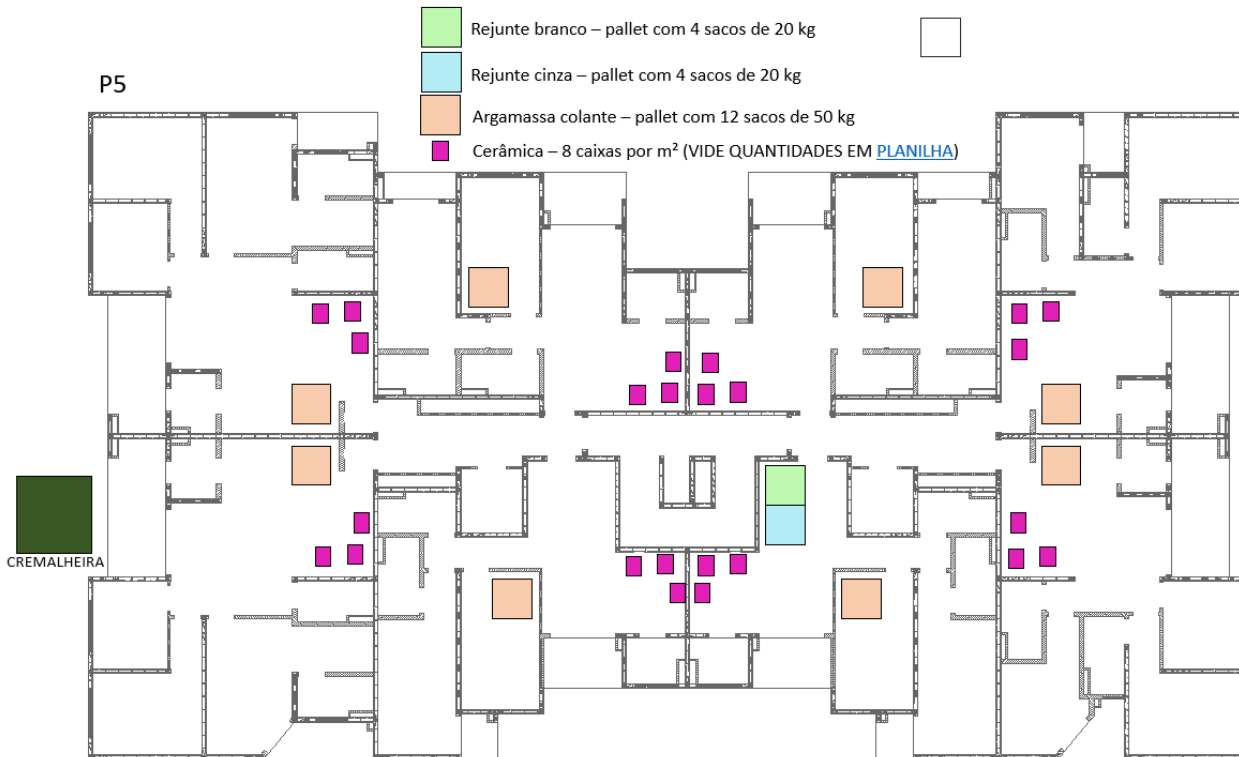 Rejunte branco – pallet com 4 sacos de 20 kg
Rejunte cinza – pallet com 4 sacos de 20 kg
P5
Argamassa colante – pallet com 12 sacos de 50 kg
Cerâmica – 8 caixas por m² (VIDE QUANTIDADES EM PLANILHA)
CREMALHEIRA